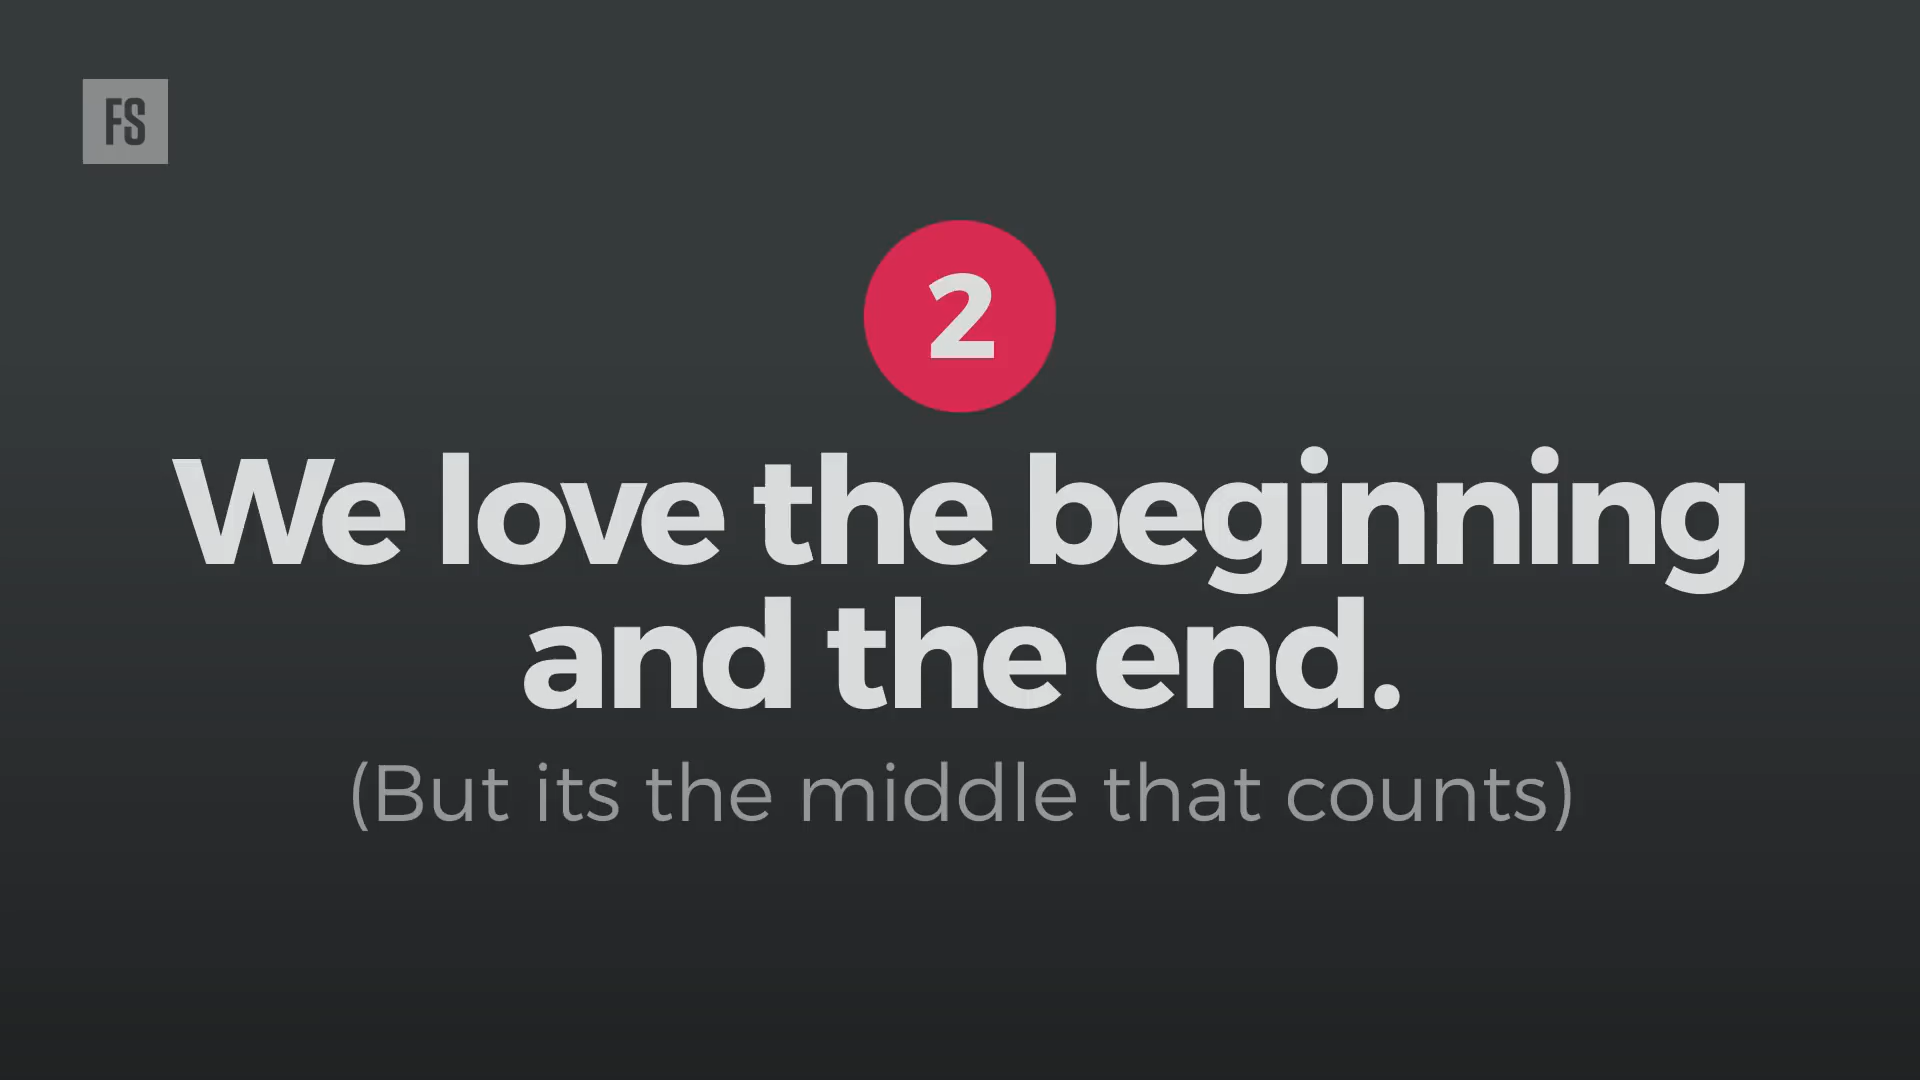 FS
2
We love the beginning
and the end.
(But its the middle that counts)